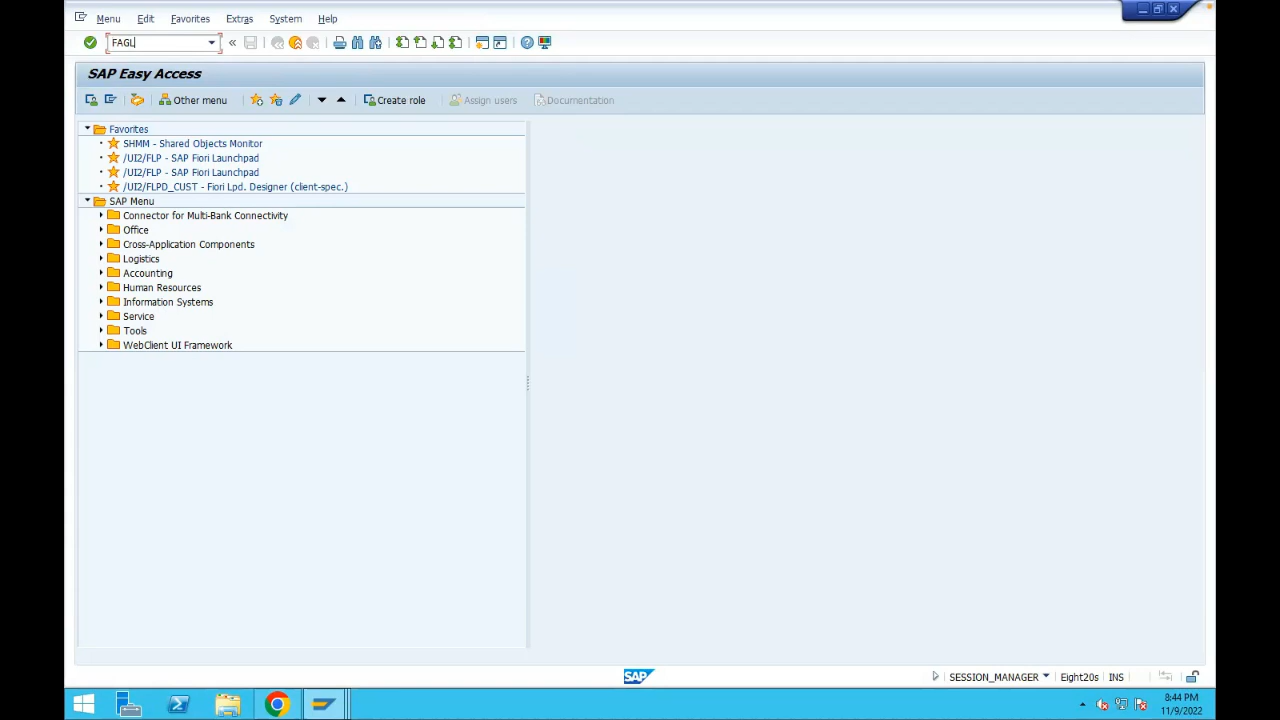 Menu Edit Favorites Extras System Help
FAGL
SAP Easy Access
Other menu Create role Assign users Documentation
Favorites
SHMM - Shared Objects Monitor
/UI2/FLP - SAP Fiori Launchpad
/UI2/FLP - SAP Fiori Launchpad
/UI2/FLPD_CUST - Fiori Lpd. Designer (client-spec.)
SAP Menu
Connector for Multi-Bank Connectivity
Office
Cross-Application Components
Logistics
Accounting
Human Resources
Information Systems
Service
Tools
WebClient UI Framework
SAP SESSION_MANAGER Eight20s INS
8:44 PM
11/9/2022